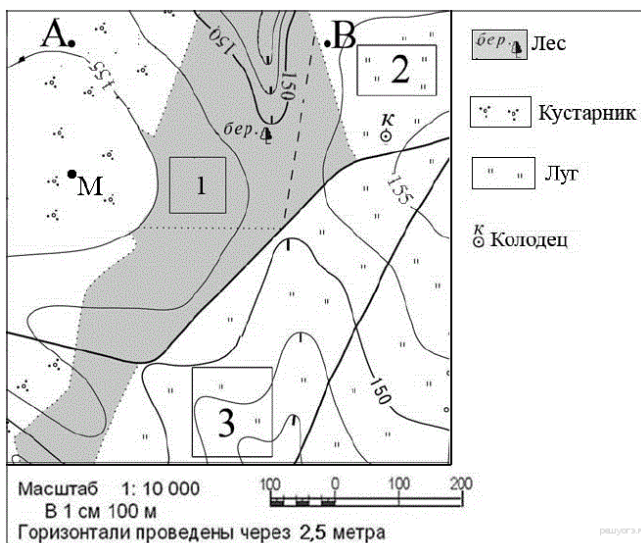 А
В
155
150
150
2
бер.
Лес
бер.
к
Кустарник
1
155
М
Луг
к
Колодец
150
3
Масштаб 1: 10 000
В 1 см 100 м
100 0 100 200
Горизонтали проведены через 2,5 метра